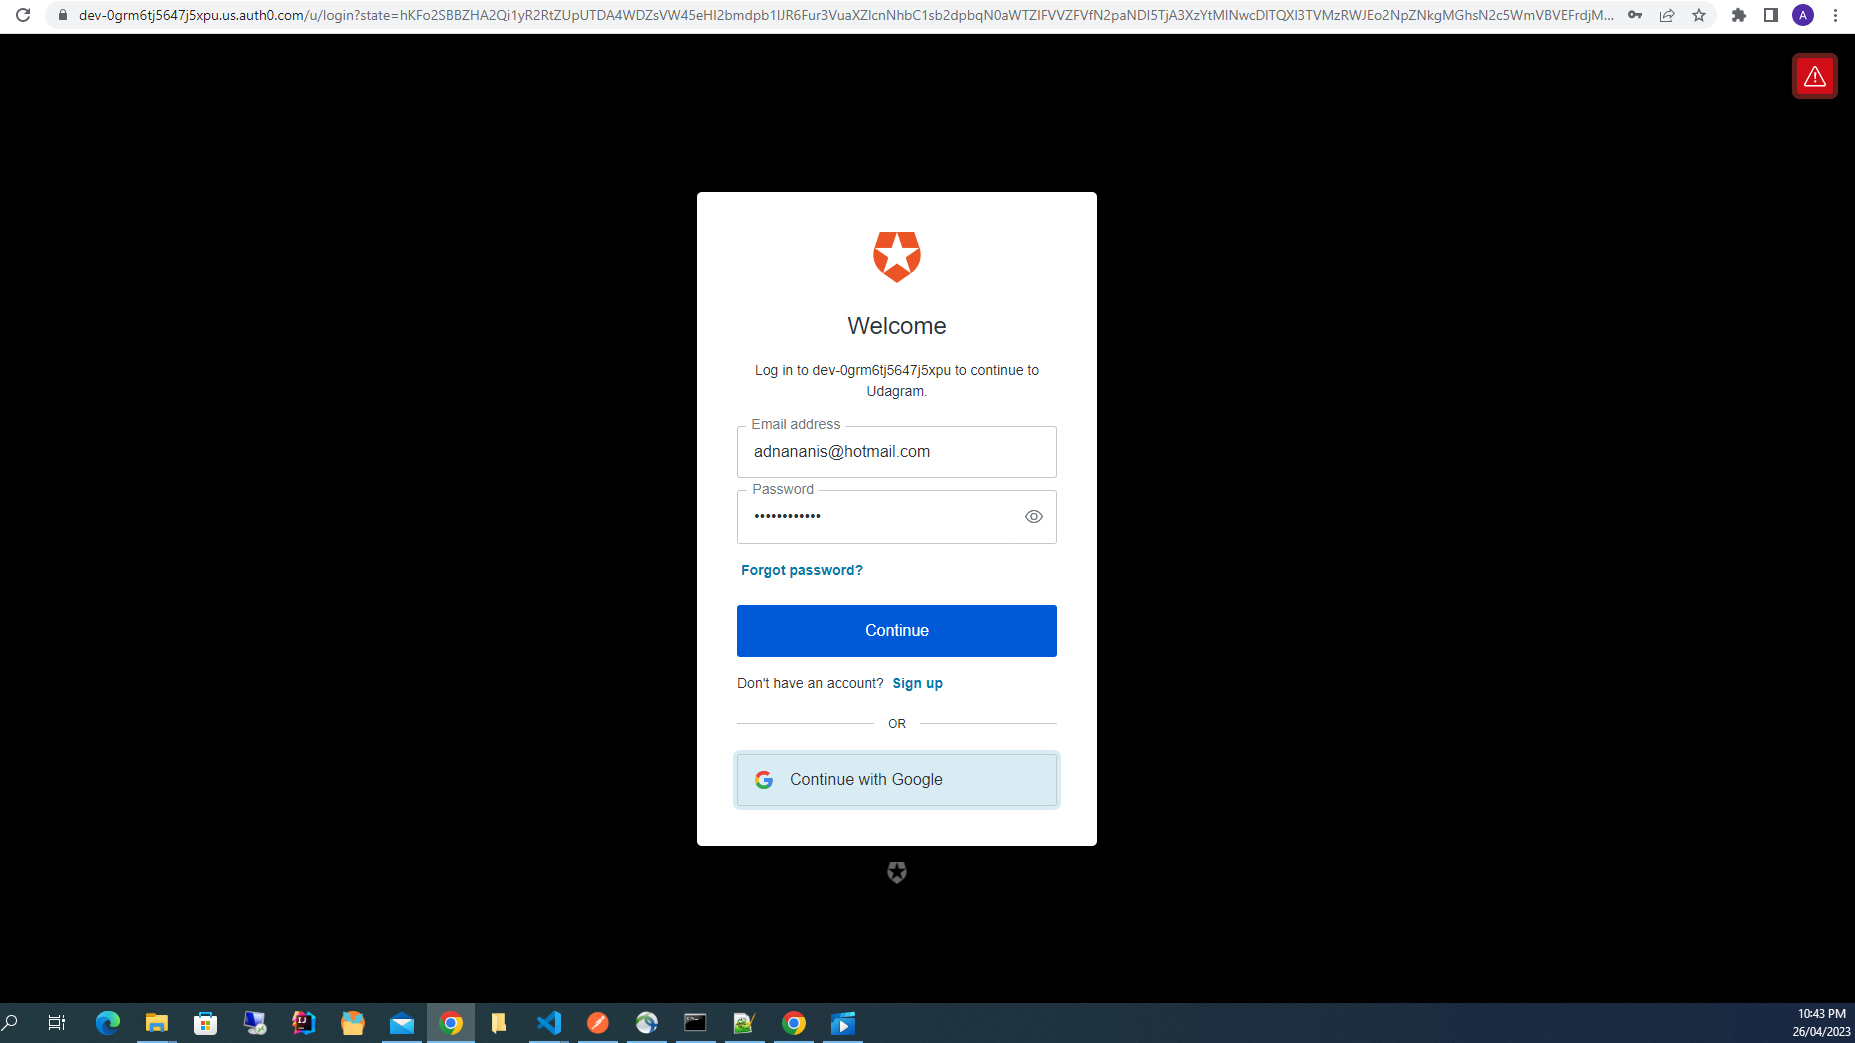 dev-0grm6tj5647j5xpu.us.auth0.com/u/login?state=hKFo2SBBZHA2Qi1yR2RtZUpUTDA4WDZsVW45eHI2bmdpb1lJR6Fur3VuaXZlcnNhbC1sb2dpbqN0aWTZIFVVZFVfN2paNDI5TjA3XzYtMlNwcDlTQXl3TVMzRWJEo2NpZNkgMGhsN2c5WmVBVEFrdjM...
A
Welcome
Log in to dev-0grm6tj5647j5xpu to continue to
Udagram.
Email address
adnananis@hotmail.com
Password
••••••••••••
Forgot password?
Continue
Don't have an account? Sign up
OR
Continue with Google
10:43 PM
26/04/2023